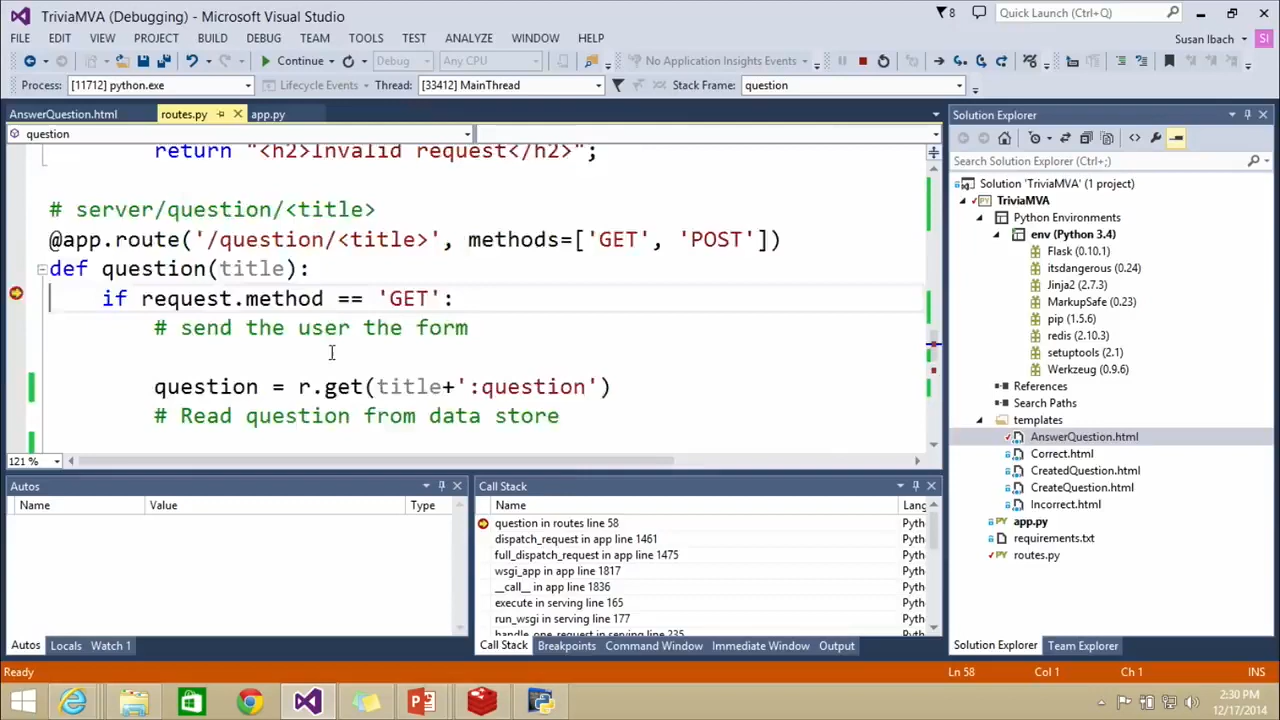 TriviaMVA (Debugging) - Microsoft Visual Studio
8
Quick Launch (Ctrl+Q)
FILE EDIT VIEW PROJECT BUILD DEBUG TEAM TOOLS TEST ANALYZE WINDOW HELP
Susan Ibach
SI
Continue
Debug
Any CPU
No Application Insights Events
Process: [11712] python.exe
Lifecycle Events
Thread: [33412] MainThread
Stack Frame: question
AnswerQuestion.html routes.py app.py
question
return "<h2>Invalid request</h2>";
# server/question/<title>
@app.route('/question/<title>', methods=['GET', 'POST'])
def question(title):
if request.method == 'GET':
# send the user the form
question = r.get(title+':question')
# Read question from data store
121 %
Autos
Name Value Type
Autos Locals Watch 1
Call Stack
Name Lang
question in routes line 58 Pyth
dispatch_request in app line 1461 Pyth
full_dispatch_request in app line 1475 Pyth
wsgi_app in app line 1817 Pyth
__call__ in app line 1836 Pyth
execute in serving line 165 Pyth
run_wsgi in serving line 177 Pyth
handle_one_request in serving line 235 Pyth
Call Stack Breakpoints Command Window Immediate Window Output
Solution Explorer
Search Solution Explorer (Ctrl+;)
Solution 'TriviaMVA' (1 project)
TriviaMVA
Python Environments
env (Python 3.4)
Flask (0.10.1)
itsdangerous (0.24)
Jinja2 (2.7.3)
MarkupSafe (0.23)
pip (1.5.6)
redis (2.10.3)
setuptools (2.1)
Werkzeug (0.9.6)
References
Search Paths
templates
AnswerQuestion.html
Correct.html
CreatedQuestion.html
CreateQuestion.html
Incorrect.html
app.py
requirements.txt
routes.py
Solution Explorer Team Explorer
Ready
Ln 58 Col 1 Ch 1 INS
2:30 PM
12/17/2014